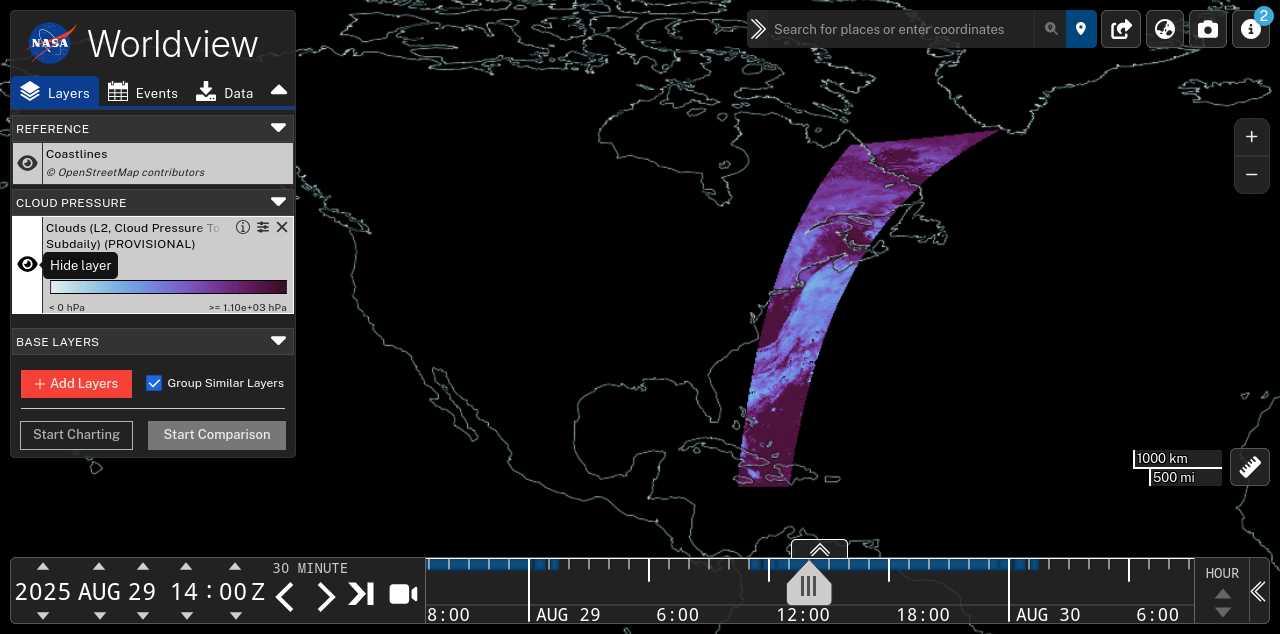 NASA
Worldview
Layers
Events
Data
REFERENCE
Coastlines
© OpenStreetMap contributors
CLOUD PRESSURE
Clouds (L2, Cloud Pressure To
Subdaily) (PROVISIONAL)
Hide layer
< 0 hPa
>= 1.10e+03 hPa
BASE LAYERS
+ Add Layers
Group Similar Layers
Start Charting
Start Comparison
Search for places or enter coordinates
2
+
−
1000 km
500 mi
2025 AUG 29 14 : 00 Z
30 MINUTE
8:00
AUG 29
6:00
12:00
18:00
AUG 30
6:00
HOUR